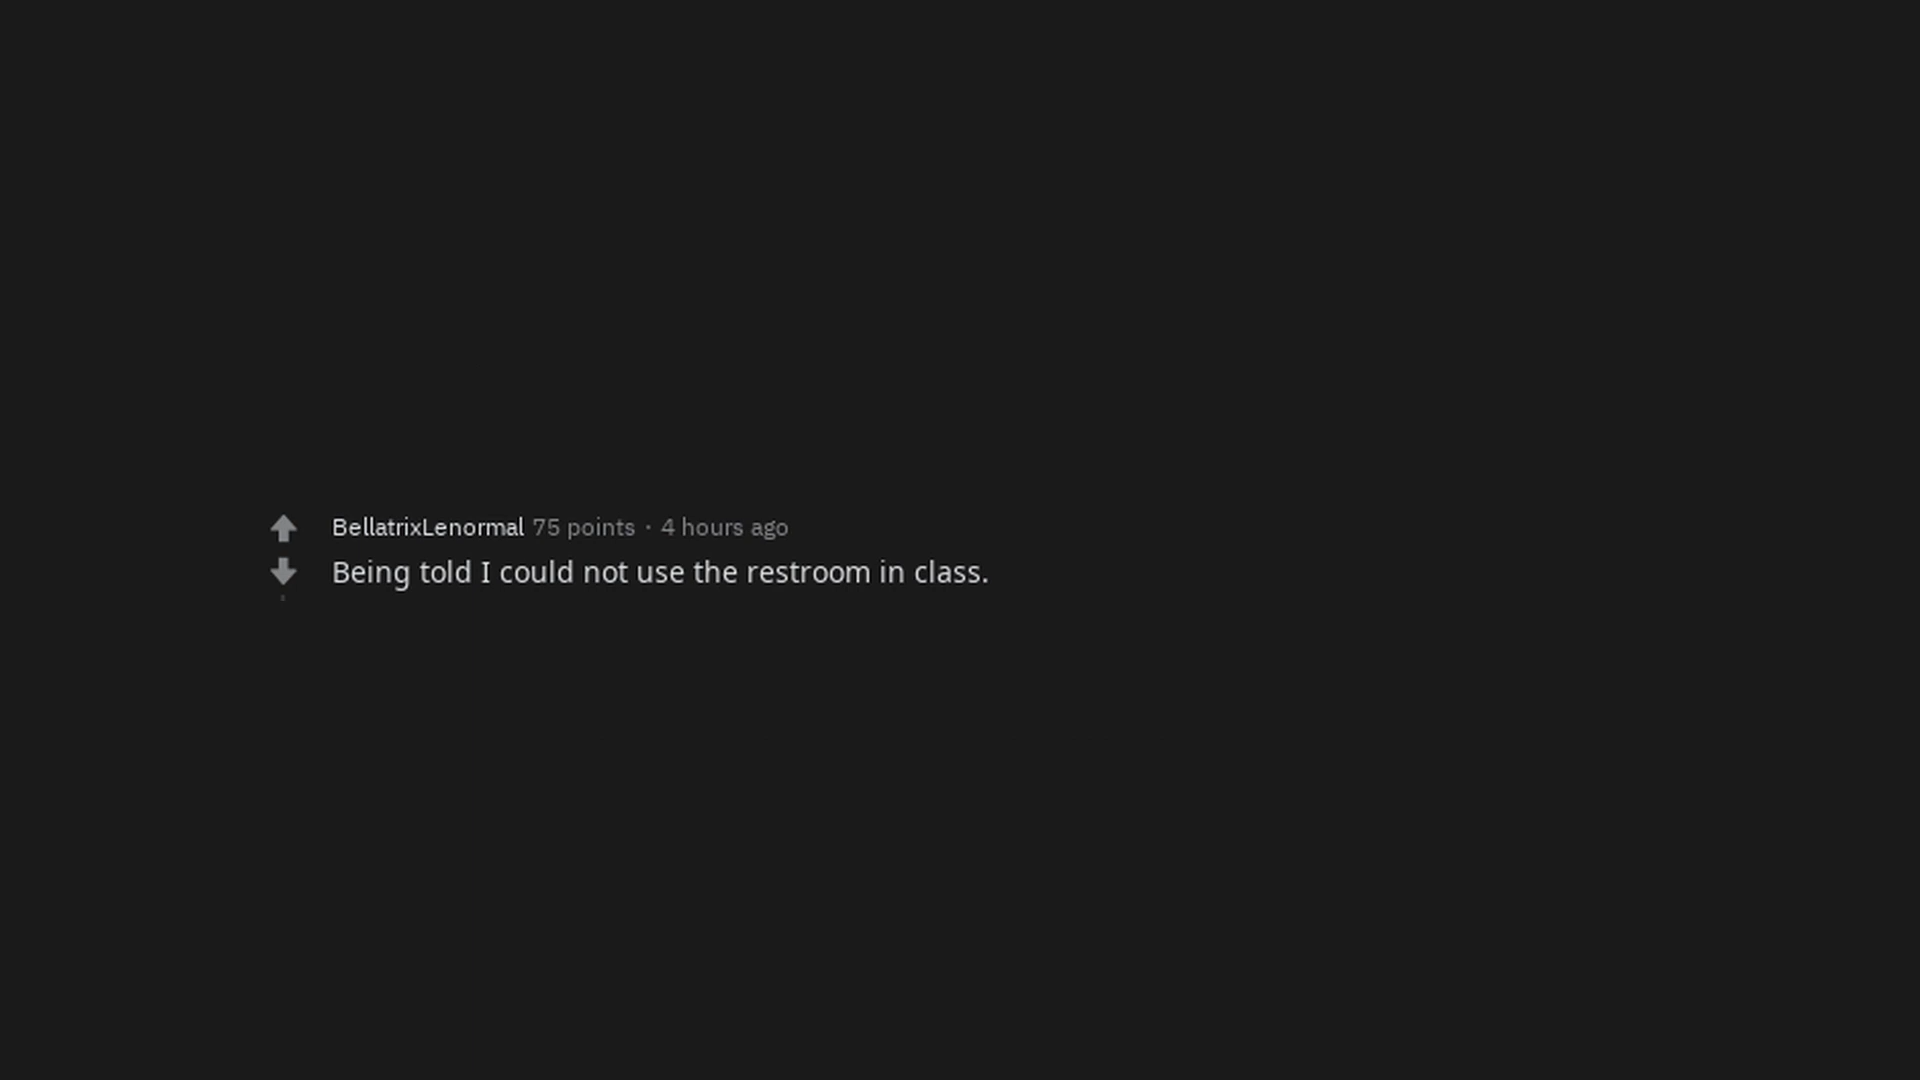 BellatrixLenormal 75 points · 4 hours ago
Being told I could not use the restroom in class.